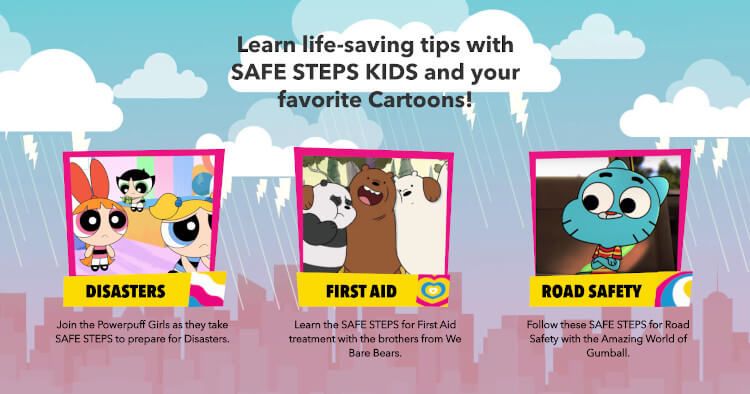 Learn life-saving tips with
SAFE STEPS KIDS and your
favorite Cartoons!
DISASTERS
Join the Powerpuff Girls as they take
SAFE STEPS to prepare for Disasters.
FIRST AID
Learn the SAFE STEPS for First Aid
treatment with the brothers from We
Bare Bears.
ROAD SAFETY
Follow these SAFE STEPS for Road
Safety with the Amazing World of
Gumball.